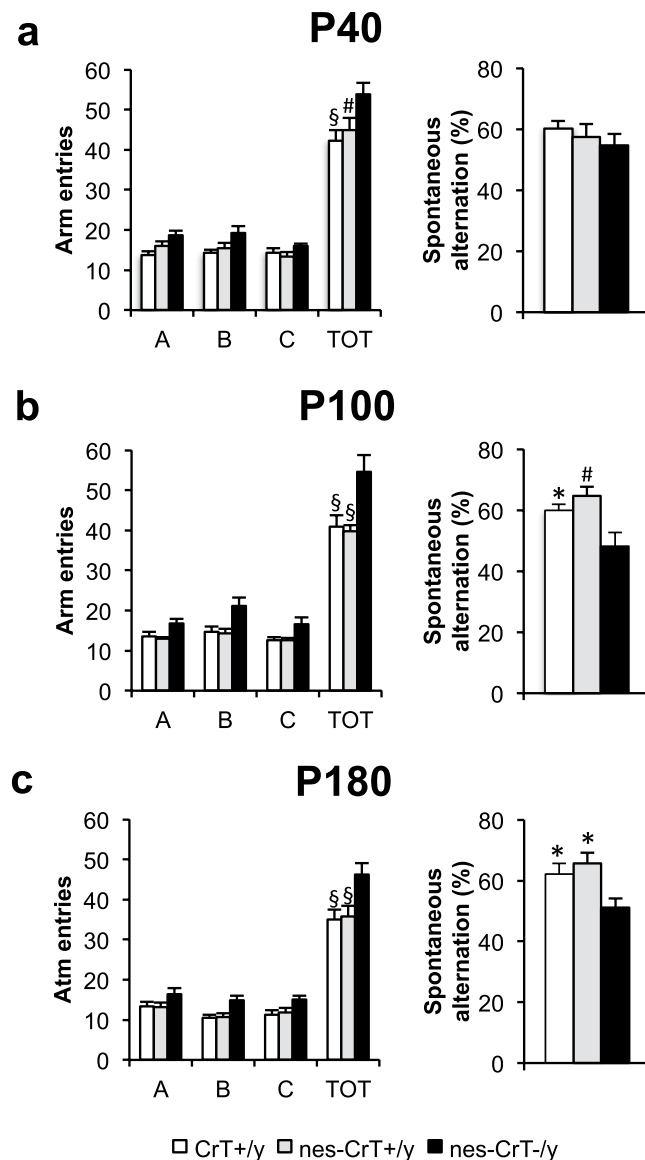 a
P40
60
50
40
30
20
10
0
Arm entries
§
#
A B C TOT
80
60
40
20
0
Spontaneous
alternation (%)
b
P100
60
50
40
30
20
10
0
Arm entries
§
§
A B C TOT
80
60
40
20
0
Spontaneous
alternation (%)
*
#
c
P180
60
50
40
30
20
10
0
Atm entries
§
§
A B C TOT
80
60
40
20
0
Spontaneous
alternation (%)
*
*
CrT+/y nes-CrT+/y nes-CrT-/y